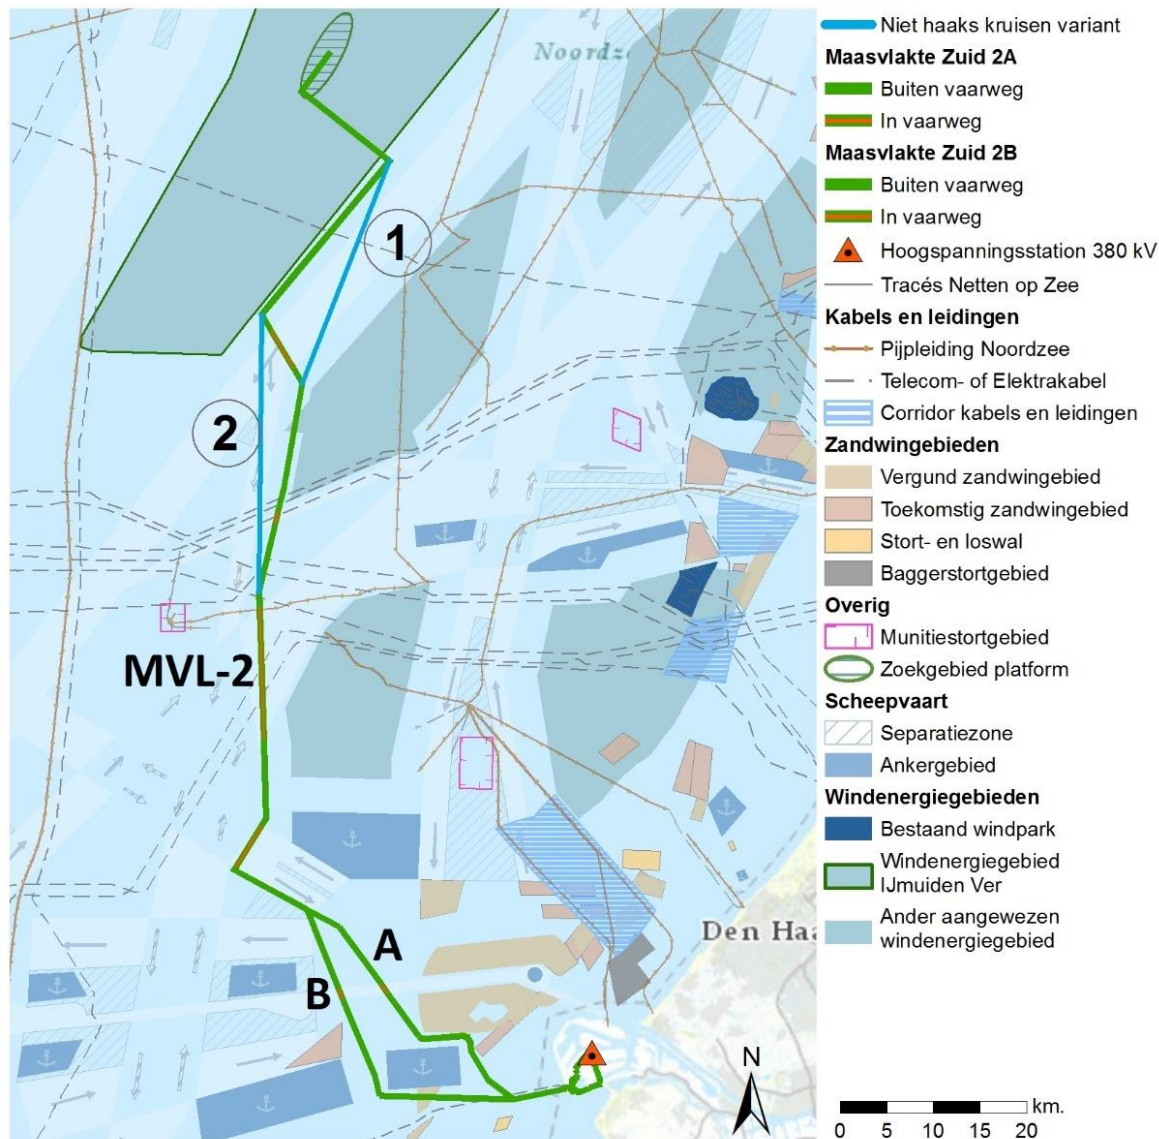 Noordz
1
2
MVL-2
A
B
Den Haa
N
Niet haaks kruisen variant
Maasvlakte Zuid 2A
Buiten vaarweg
In vaarweg
Maasvlakte Zuid 2B
Buiten vaarweg
In vaarweg
Hoogspanningsstation 380 kV
Tracés Netten op Zee
Kabels en leidingen
Pijpleiding Noordzee
Telecom- of Elektrakabel
Corridor kabels en leidingen
Zandwingebieden
Vergund zandwingebied
Toekomstig zandwingebied
Stort- en loswal
Baggerstortgebied
Overig
Munitiestortgebied
Zoekgebied platform
Scheepvaart
Separatiezone
Ankergebied
Windenergiegebieden
Bestaand windpark
Windenergiegebied
IJmuiden Ver
Ander aangewezen
windenergiegebied
km.
0 5 10 15 20